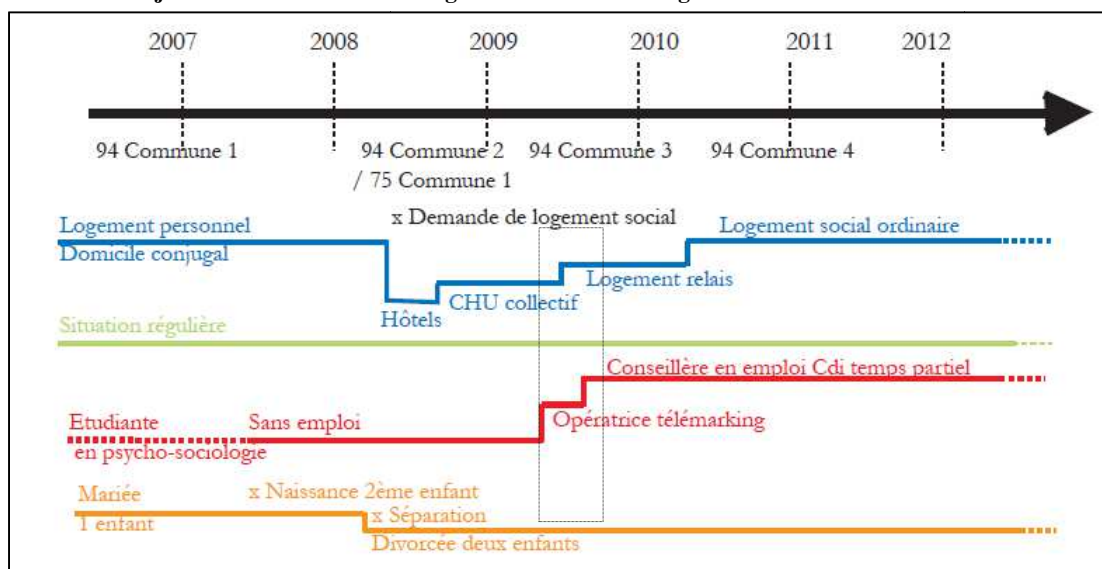 2007 2008 2009 2010 2011 2012
94 Commune 1 94 Commune 2 94 Commune 3 94 Commune 4
/ 75 Commune 1
x Demande de logement social
Logement personnel Logement social ordinaire
Domicile conjugal
Logement relais
CHU collectif
Hôtels
Situation régulière
Conseillère en emploi Cdi temps partiel
Etudiante Sans emploi Opératrice télémarking
en psycho-sociologie
Mariée x Naissance 2ème enfant
1 enfant x Séparation
Divorcée deux enfants